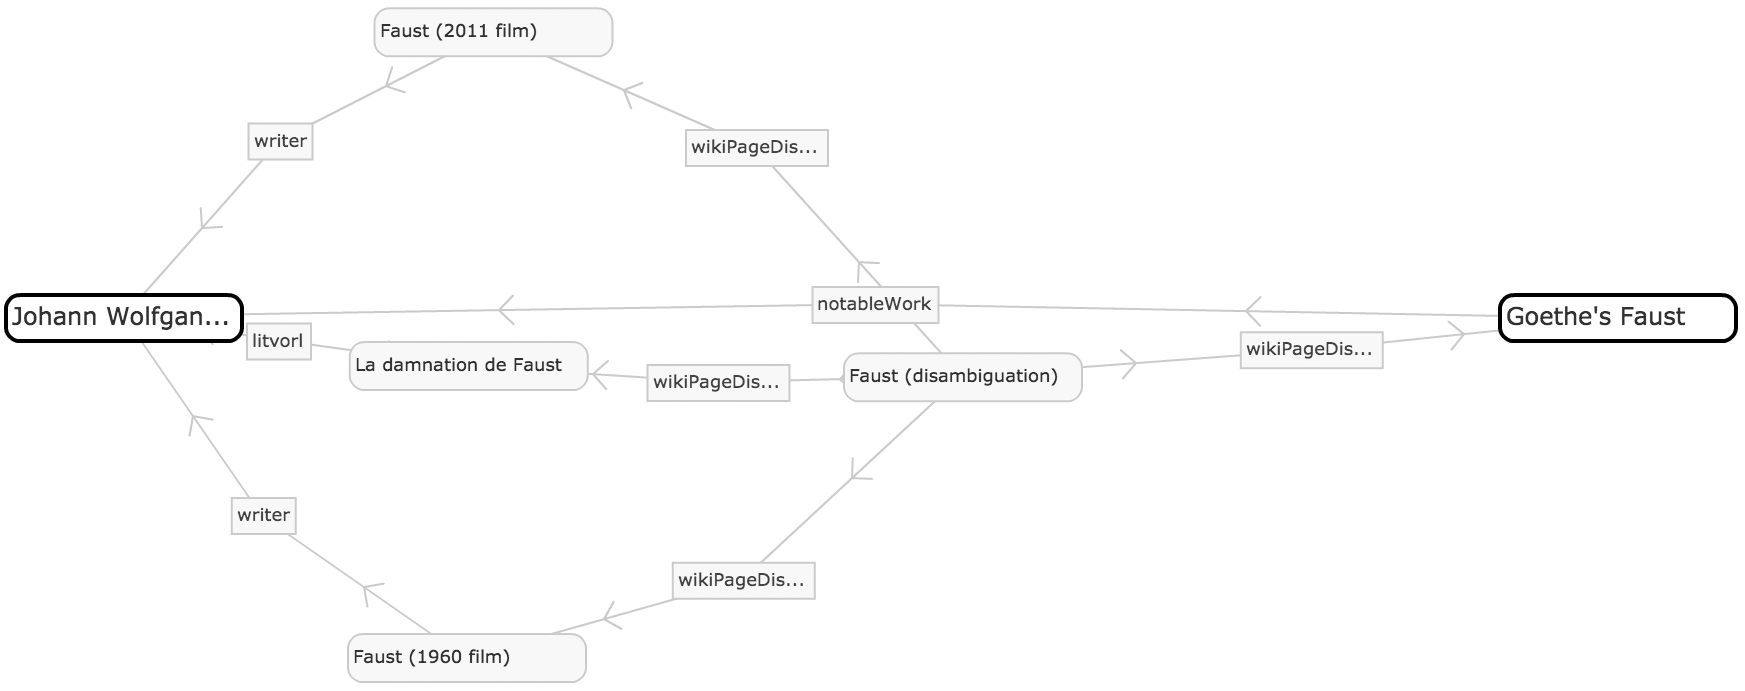 Faust (2011 film)
writer
wikiPageDis...
notableWork
Johann Wolfgan...
Goethe's Faust
litvorl
La damnation de Faust
wikiPageDis...
Faust (disambiguation)
wikiPageDis...
writer
wikiPageDis...
Faust (1960 film)